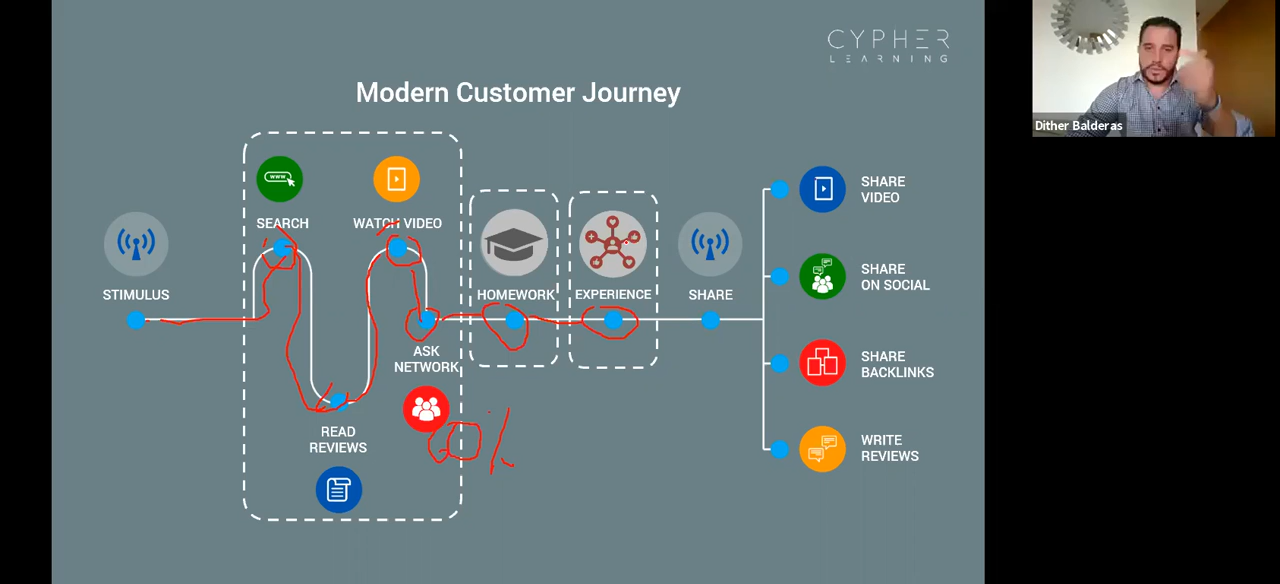 CYPHER
LEARNING
Modern Customer Journey
Dither Balderas
www
SEARCH
WATCH VIDEO
STIMULUS
HOMEWORK
EXPERIENCE
SHARE
ASK
NETWORK
READ
REVIEWS
SHARE
VIDEO
SHARE
ON SOCIAL
SHARE
BACKLINKS
WRITE
REVIEWS